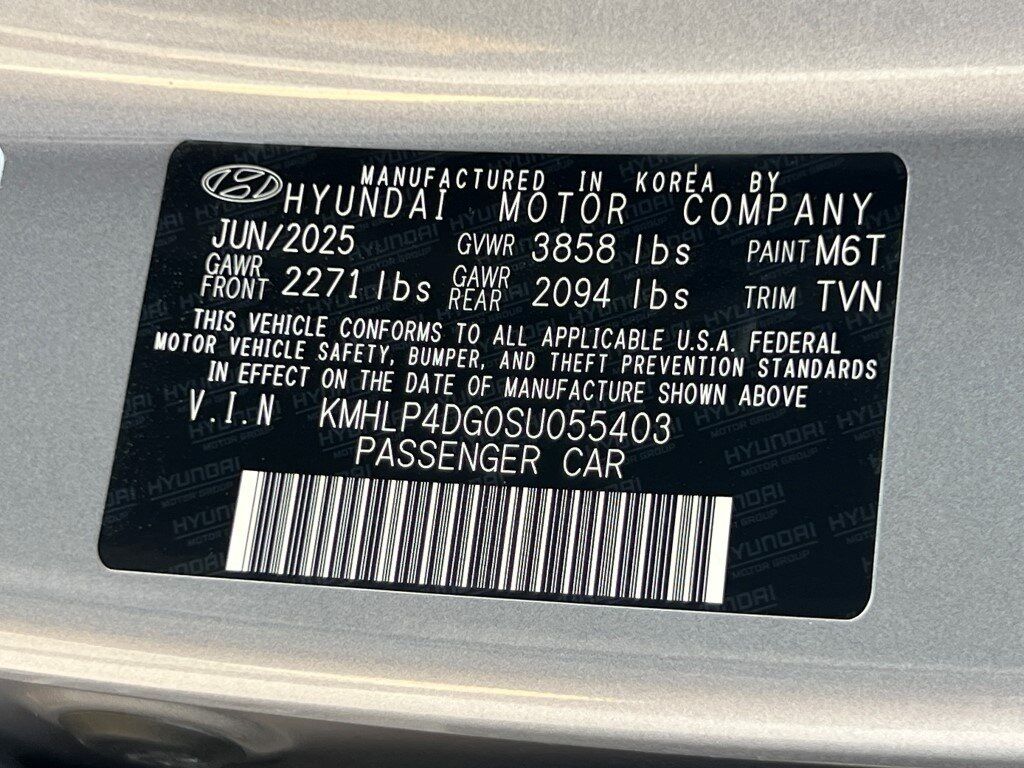 MANUFACTURED IN KOREA BY
HYUNDAI MOTOR COMPANY
JUN/2025 GVWR 3858 lbs PAINT M6T
GAWR FRONT 2271 lbs GAWR REAR 2094 lbs TRIM TVN
THIS VEHICLE CONFORMS TO ALL APPLICABLE U.S.A. FEDERAL
MOTOR VEHICLE SAFETY, BUMPER, AND THEFT PREVENTION STANDARDS
IN EFFECT ON THE DATE OF MANUFACTURE SHOWN ABOVE
V.I.N KMHLP4DG0SU055403
PASSENGER CAR